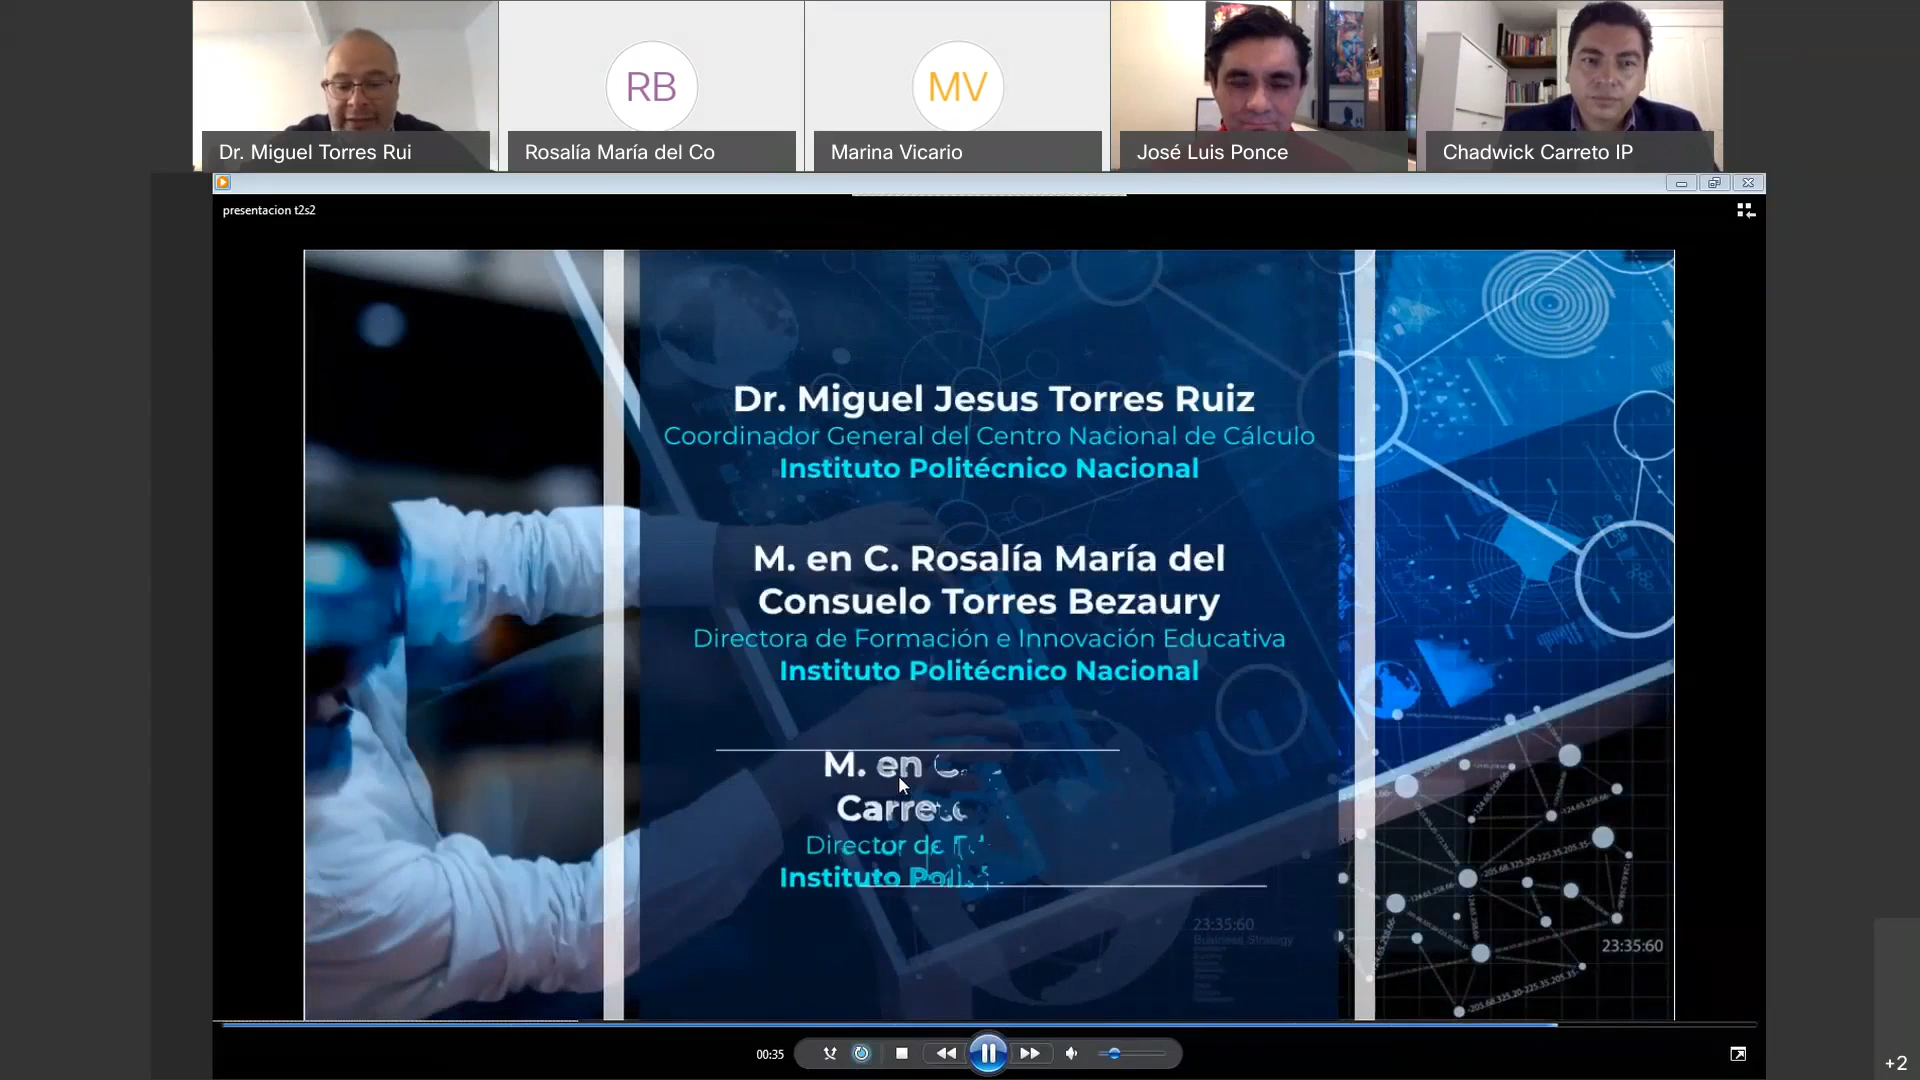 RB
MV
Dr. Miguel Torres Rui
Rosalía María del Co
Marina Vicario
José Luis Ponce
Chadwick Carreto IP
presentacion t2s2
Dr. Miguel Jesus Torres Ruiz
Coordinador General del Centro Nacional de Cálculo
Instituto Politécnico Nacional
M. en C. Rosalía María del
Consuelo Torres Bezaury
Directora de Formación e Innovación Educativa
Instituto Politécnico Nacional
M. en C.
Carreto
Director de
Instituto
23:35:60
Business Strategy
23:35:60
00:35
+2